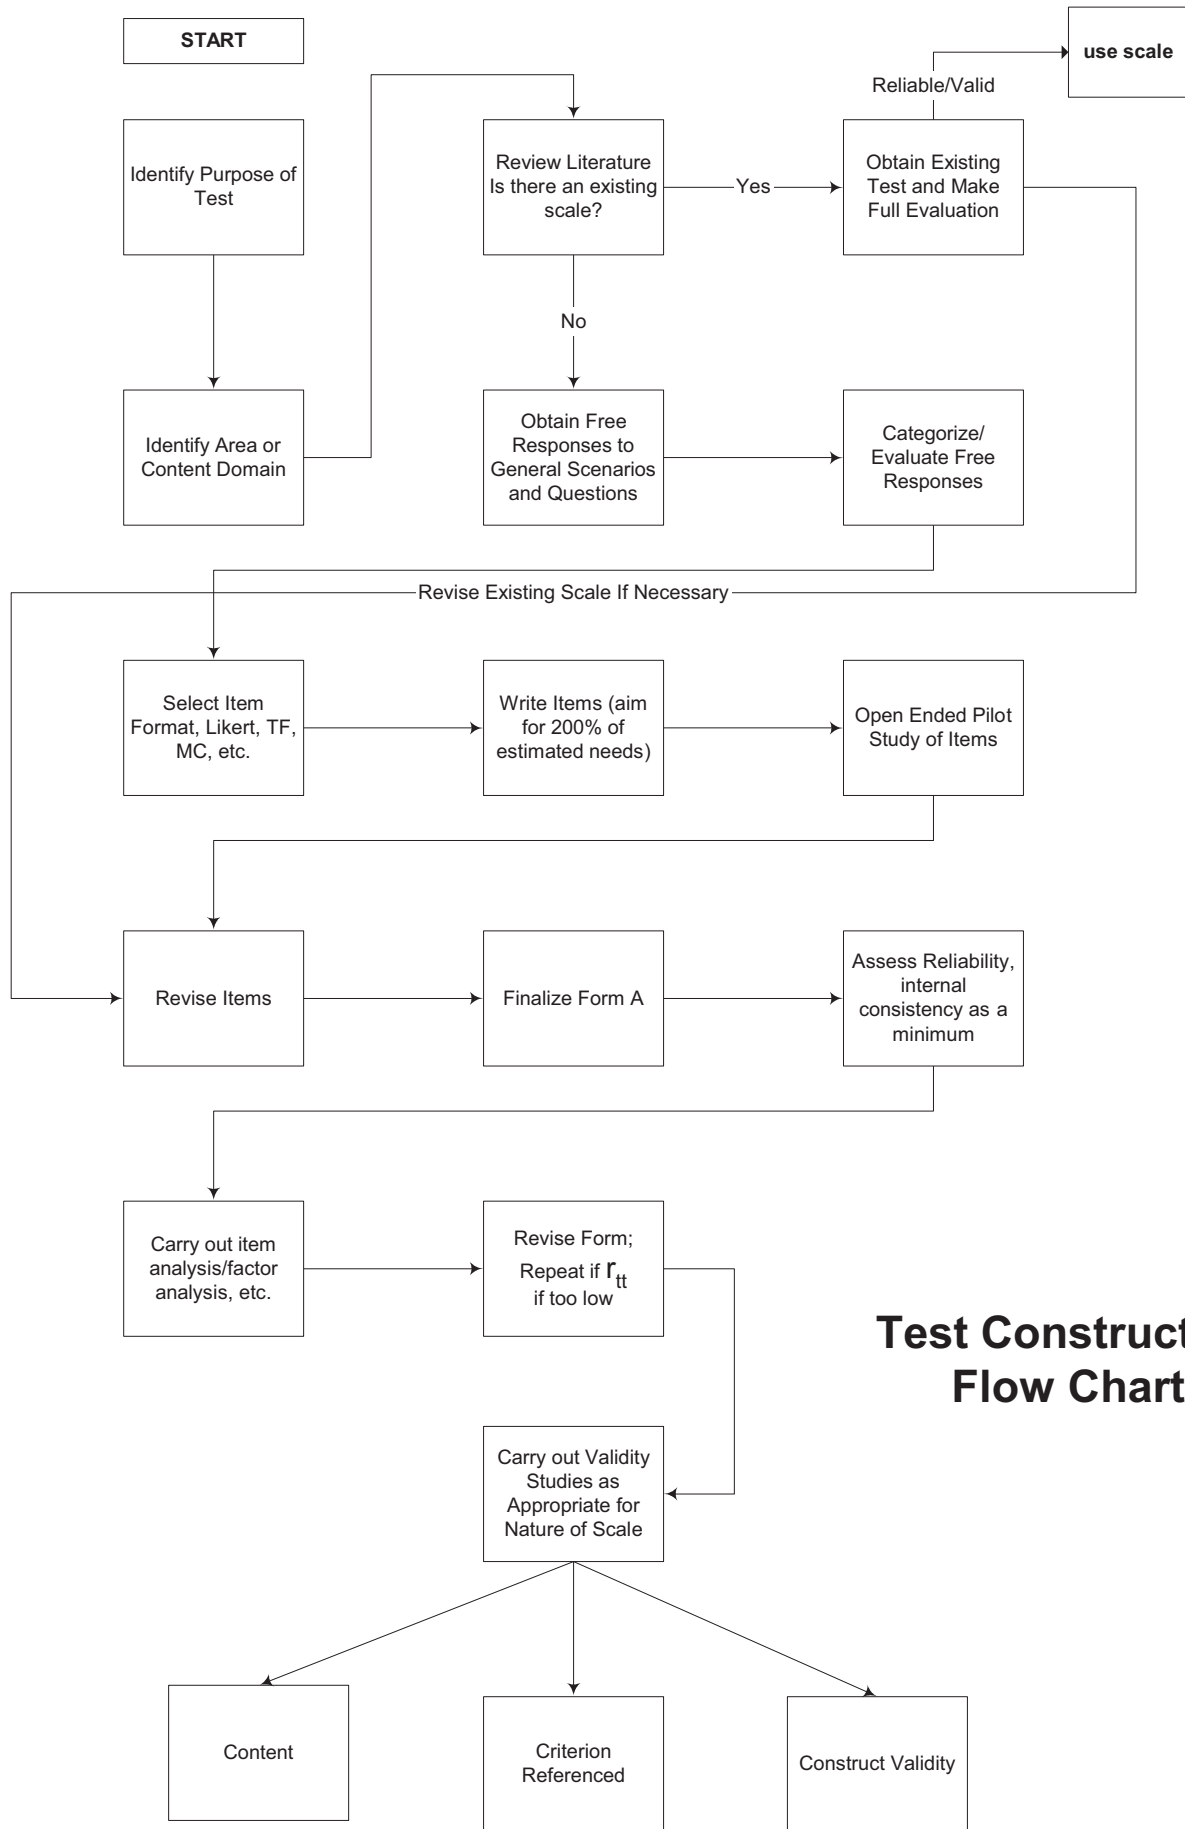 START
use scale
Reliable/Valid
Identify Purpose of
Test
Review Literature
Is there an existing
scale?
Yes
Obtain Existing
Test and Make
Full Evaluation
No
Identify Area or
Content Domain
Obtain Free
Responses to
General Scenarios
and Questions
Categorize/
Evaluate Free
Responses
Revise Existing Scale If Necessary
Select Item
Format, Likert, TF,
MC, etc.
Write Items (aim
for 200% of
estimated needs)
Open Ended Pilot
Study of Items
Revise Items
Finalize Form A
Assess Reliability,
internal
consistency as a
minimum
Carry out item
analysis/factor
analysis, etc.
Revise Form;
Repeat if rtt
if too low
Test Construct
Flow Chart
Carry out Validity
Studies as
Appropriate for
Nature of Scale
Content
Criterion
Referenced
Construct Validity